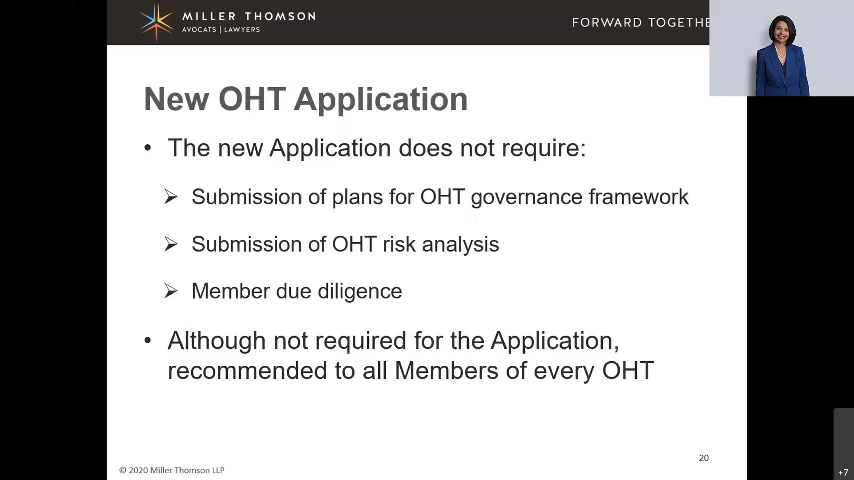 MILLER THOMSON
AVOCATS | LAWYERS
FORWARD TOGETHE
New OHT Application
• The new Application does not require:
➢ Submission of plans for OHT governance framework
➢ Submission of OHT risk analysis
➢ Member due diligence
• Although not required for the Application,
recommended to all Members of every OHT
20
© 2020 Miller Thomson LLP
+7